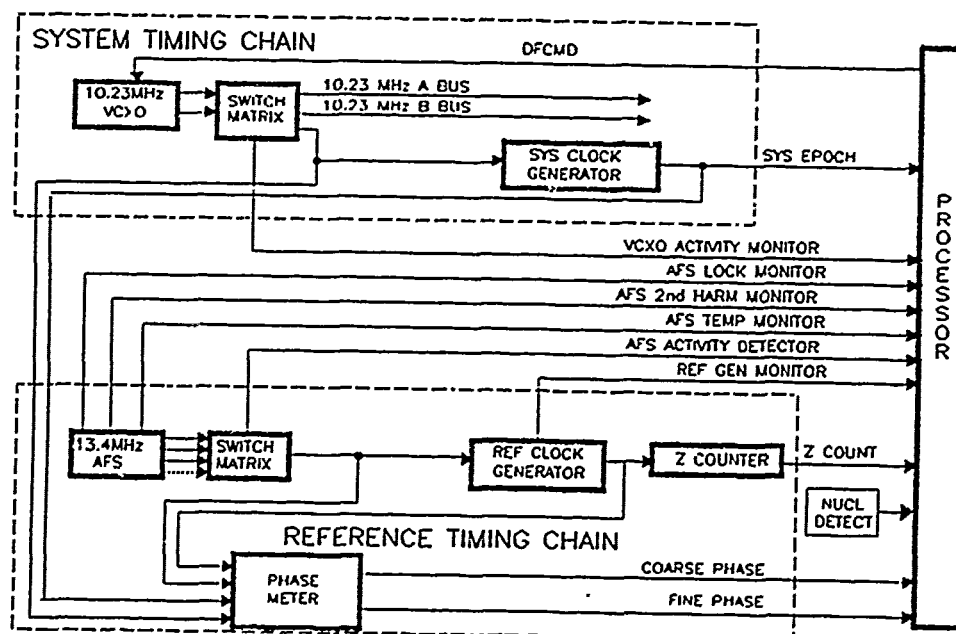 SYSTEM TIMING CHAIN
DFCMD
10.23MHz
VC>O
SWITCH
MATRIX
10.23 MHz A BUS
10.23 MHz B BUS
SYS CLOCK
GENERATOR
SYS EPOCH
PROCESSOR
VCXO ACTIVITY MONITOR
AFS LOCK MONITOR
AFS 2nd HARM MONITOR
AFS TEMP MONITOR
AFS ACTIVITY DETECTOR
REF GEN MONITOR
13.4MHz
AFS
SWITCH
MATRIX
REF CLOCK
GENERATOR
Z COUNTER
Z COUNT
NUCL
DETECT
REFERENCE TIMING CHAIN
PHASE
METER
COARSE PHASE
FINE PHASE